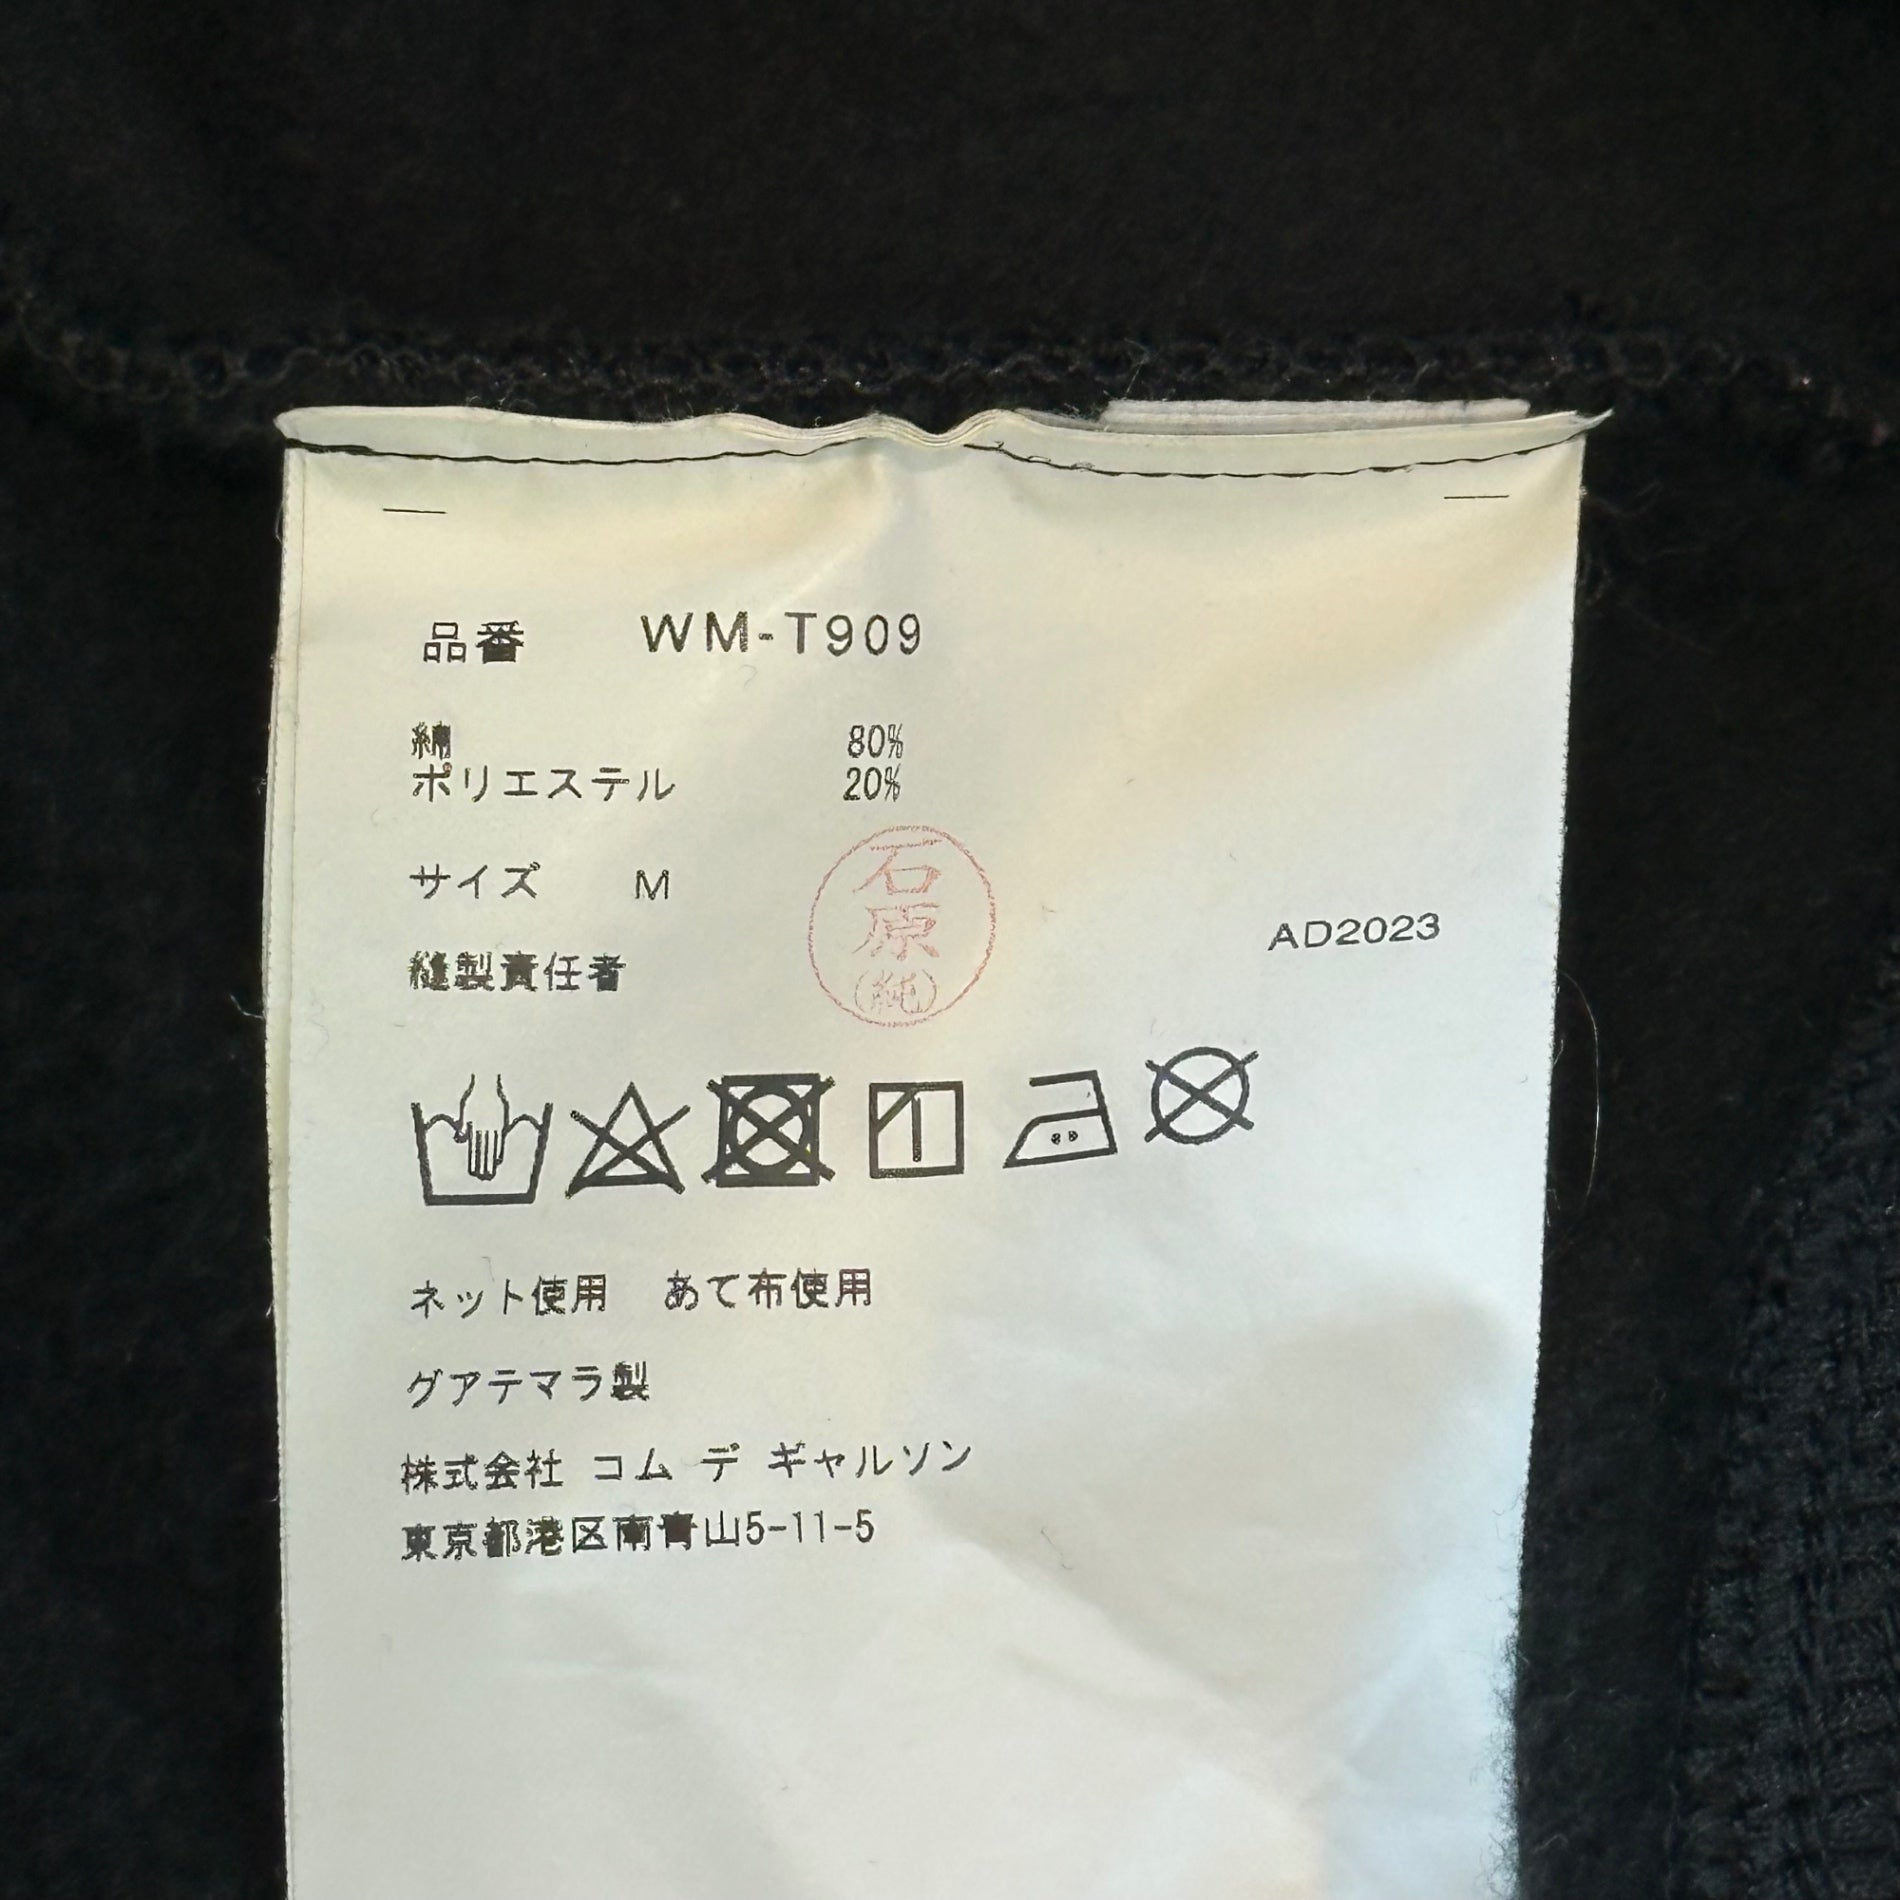 品番 WM-T909
綿 80%
ポリエステル 20%
サイズ M
石原(純)
AD2023
縫製責任者
ネット使用 あて布使用
グアテマラ製
株式会社 コム デ ギャルソン
東京都港区南青山5-11-5